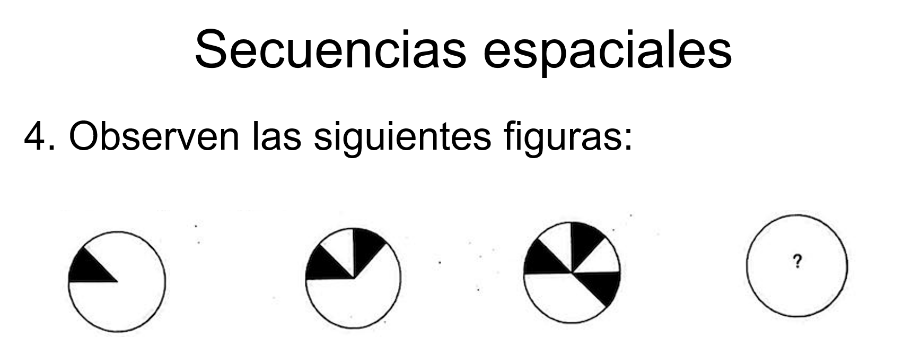 Secuencias espaciales
4. Observen las siguientes figuras:
?